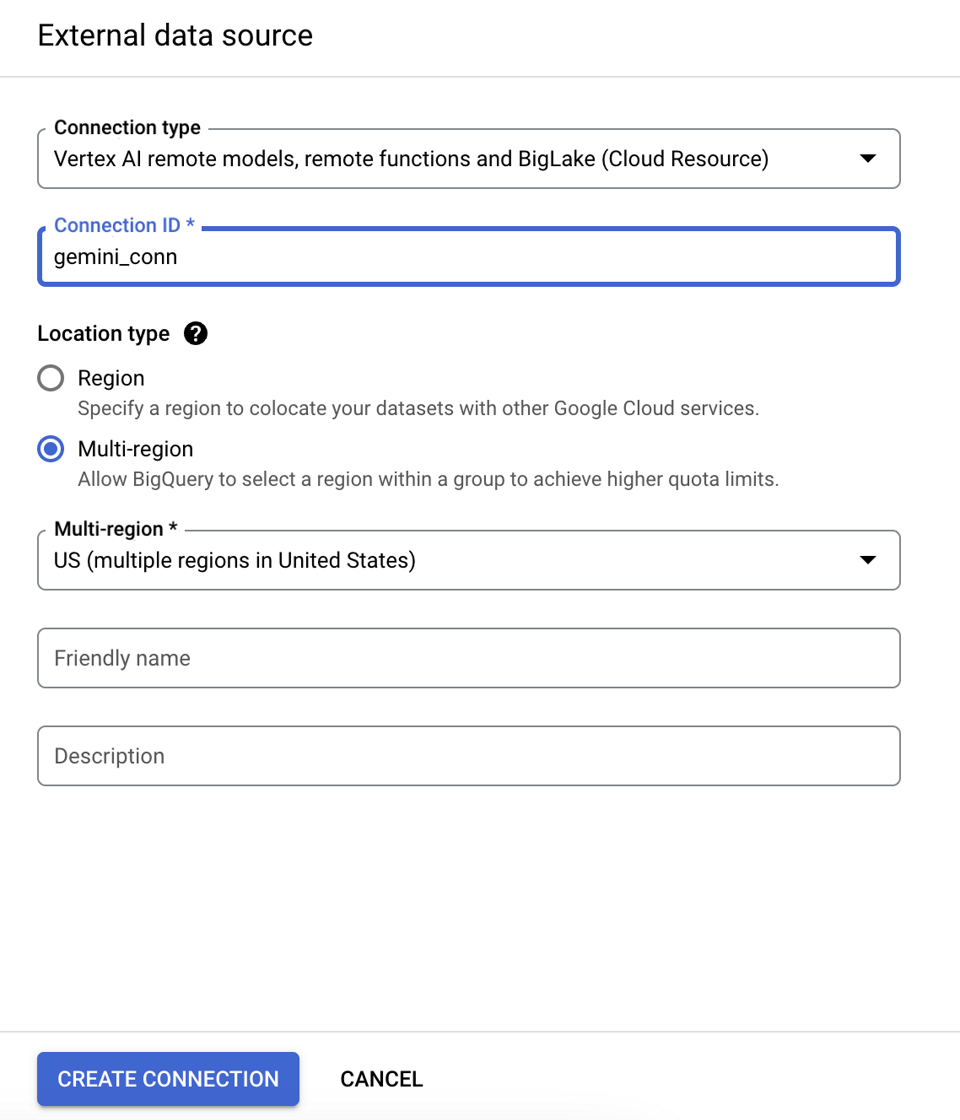 External data source
Connection type
Vertex AI remote models, remote functions and BigLake (Cloud Resource)
Connection ID *
gemini_conn
Location type ?
Region
Specify a region to colocate your datasets with other Google Cloud services.
Multi-region
Allow BigQuery to select a region within a group to achieve higher quota limits.
Multi-region *
US (multiple regions in United States)
Friendly name
Description
CREATE CONNECTION CANCEL